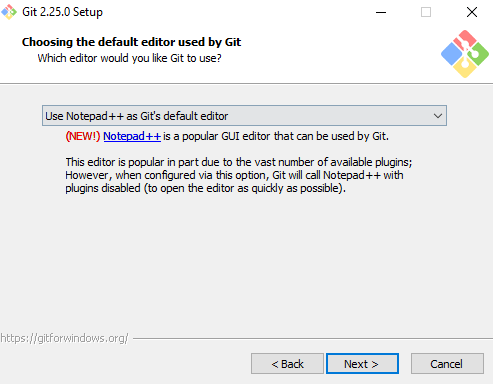 Git 2.25.0 Setup
Choosing the default editor used by Git
Which editor would you like Git to use?
Use Notepad++ as Git's default editor
(NEW!) Notepad++ is a popular GUI editor that can be used by Git.
This editor is popular in part due to the vast number of available plugins;
However, when configured via this option, Git will call Notepad++ with
plugins disabled (to open the editor as quickly as possible).
https://gitforwindows.org/
< Back
Next >
Cancel